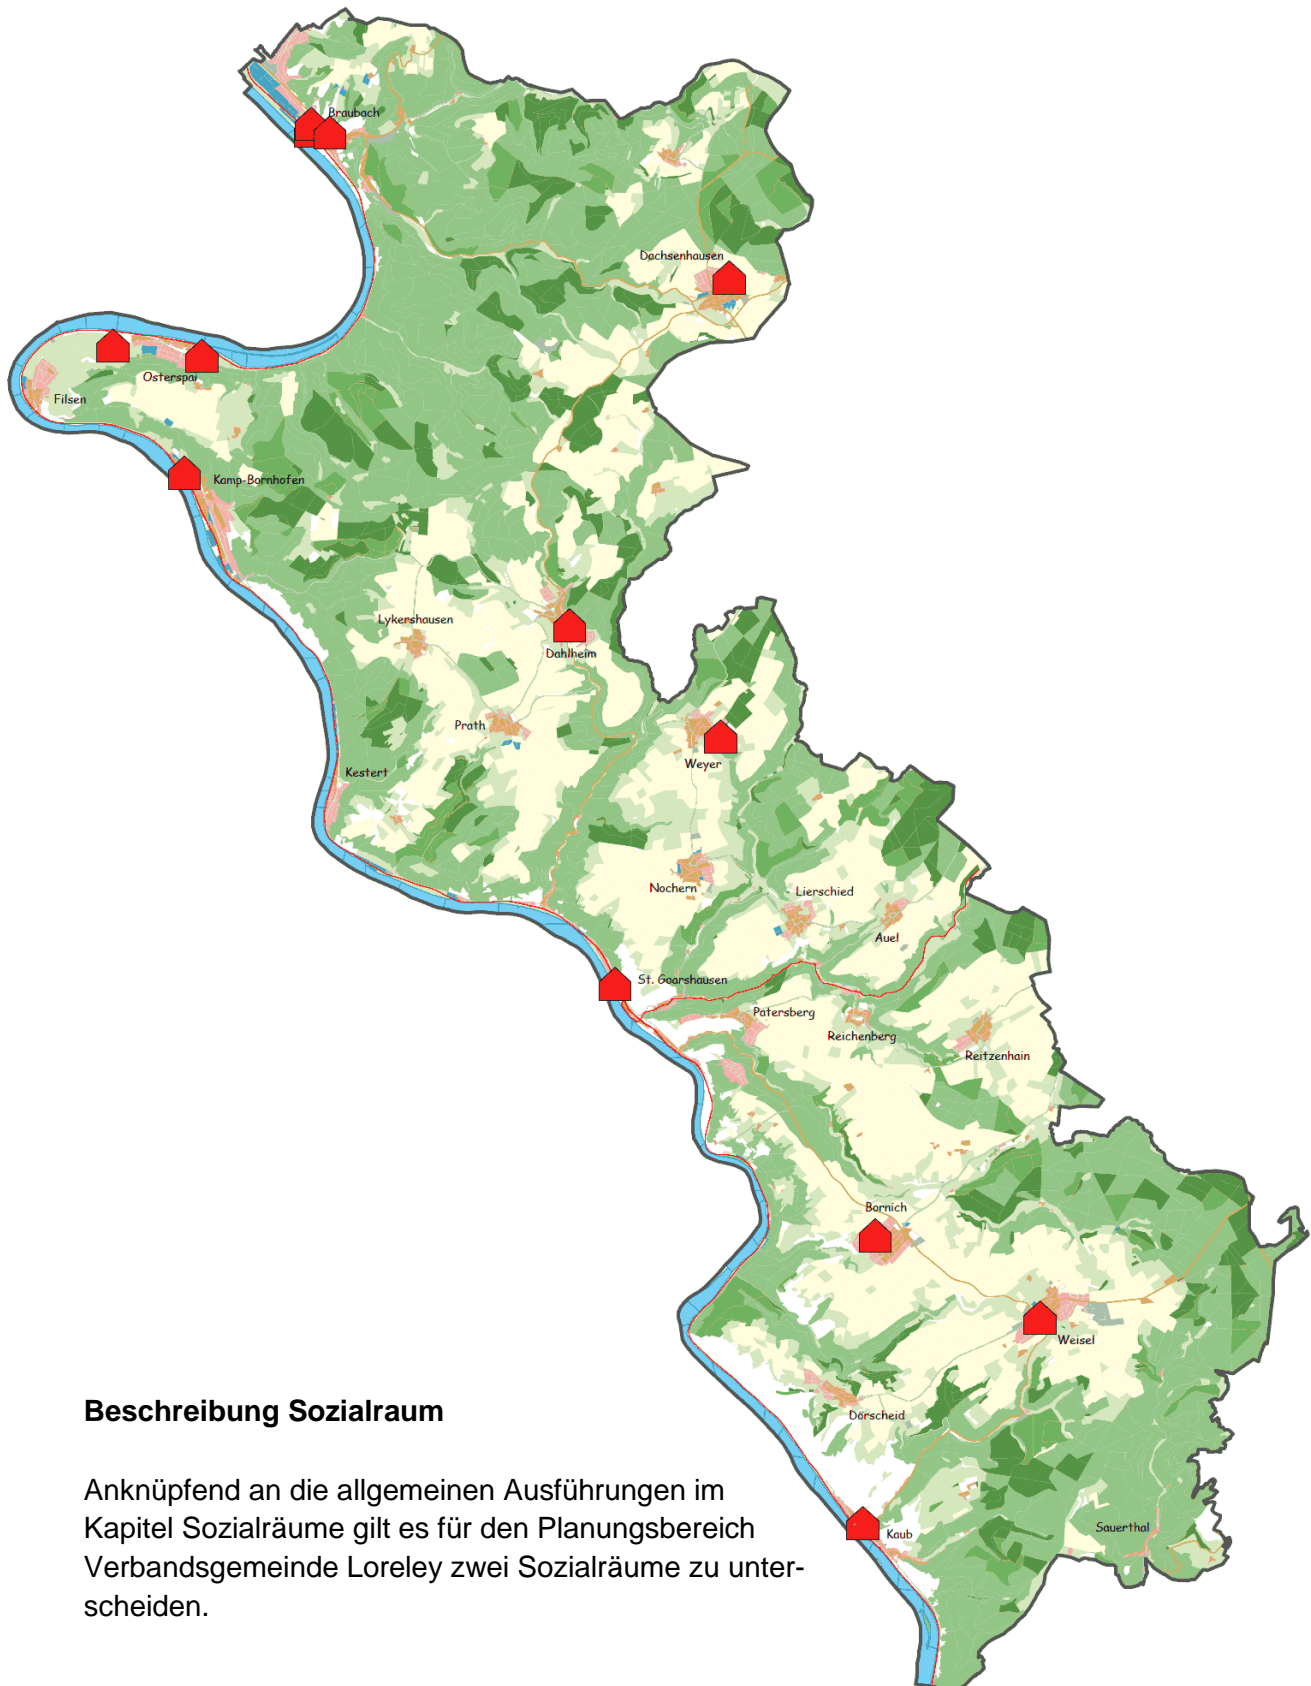 Braubach
Dachsenhausen
Osterspai
Filsen
Kamp-Bornhofen
Lykershausen
Dahlheim
Prath
Weyer
Kestert
Nochern
Lierschied
Auel
St. Goarshausen
Patersberg
Reichenberg
Reitzenhain
Bornich
Weisel
Dörscheid
Kaub
Sauerthal
Beschreibung Sozialraum
Anknüpfend an die allgemeinen Ausführungen im
Kapitel Sozialräume gilt es für den Planungsbereich
Verbandsgemeinde Loreley zwei Sozialräume zu unter-
scheiden.